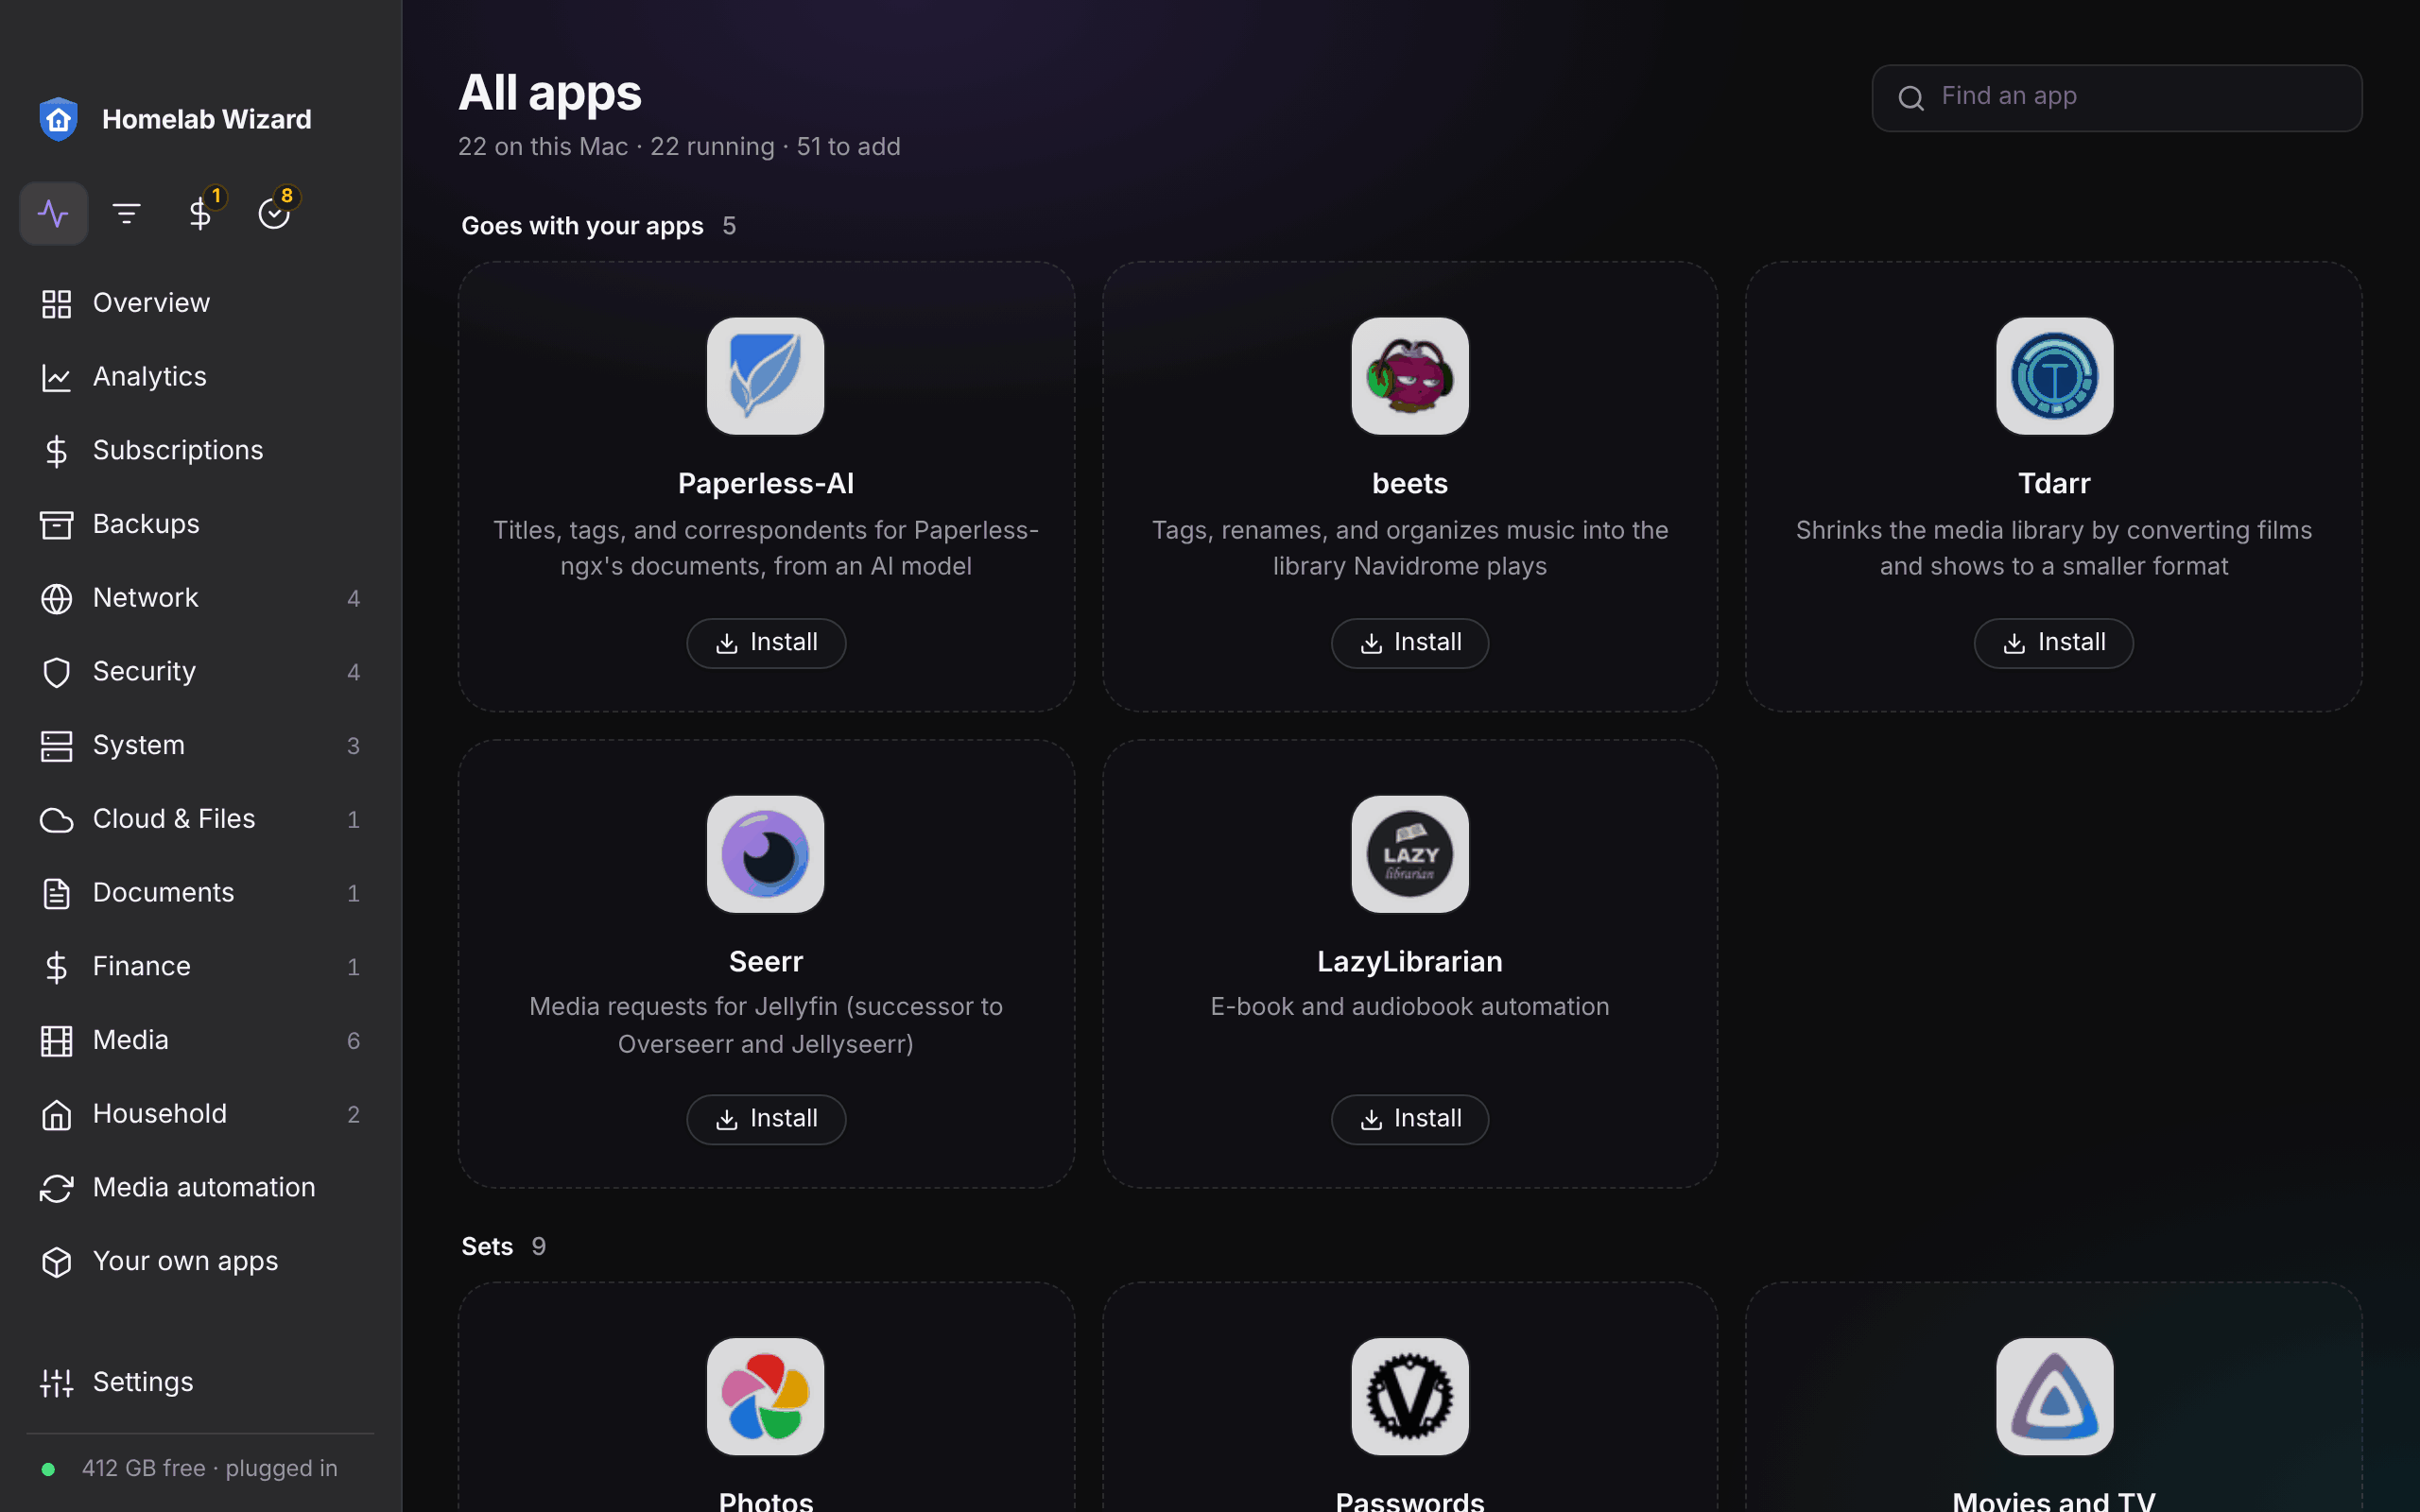 Homelab Wizard
1
8
Overview
Analytics
Subscriptions
Backups
Network 4
Security 4
System 3
Cloud & Files 1
Documents 1
Finance 1
Media 6
Household 2
Media automation
Your own apps
Settings
412 GB free · plugged in
All apps
22 on this Mac · 22 running · 51 to add
Find an app
Goes with your apps 5
Paperless-AI
Titles, tags, and correspondents for Paperless-
ngx's documents, from an AI model
Install
beets
Tags, renames, and organizes music into the
library Navidrome plays
Install
T
Tdarr
Shrinks the media library by converting films
and shows to a smaller format
Install
Seerr
Media requests for Jellyfin (successor to
Overseerr and Jellyseerr)
Install
LAZY
librarian
LazyLibrarian
E-book and audiobook automation
Install
Sets 9
Photos
V
Passwords
Movies and TV